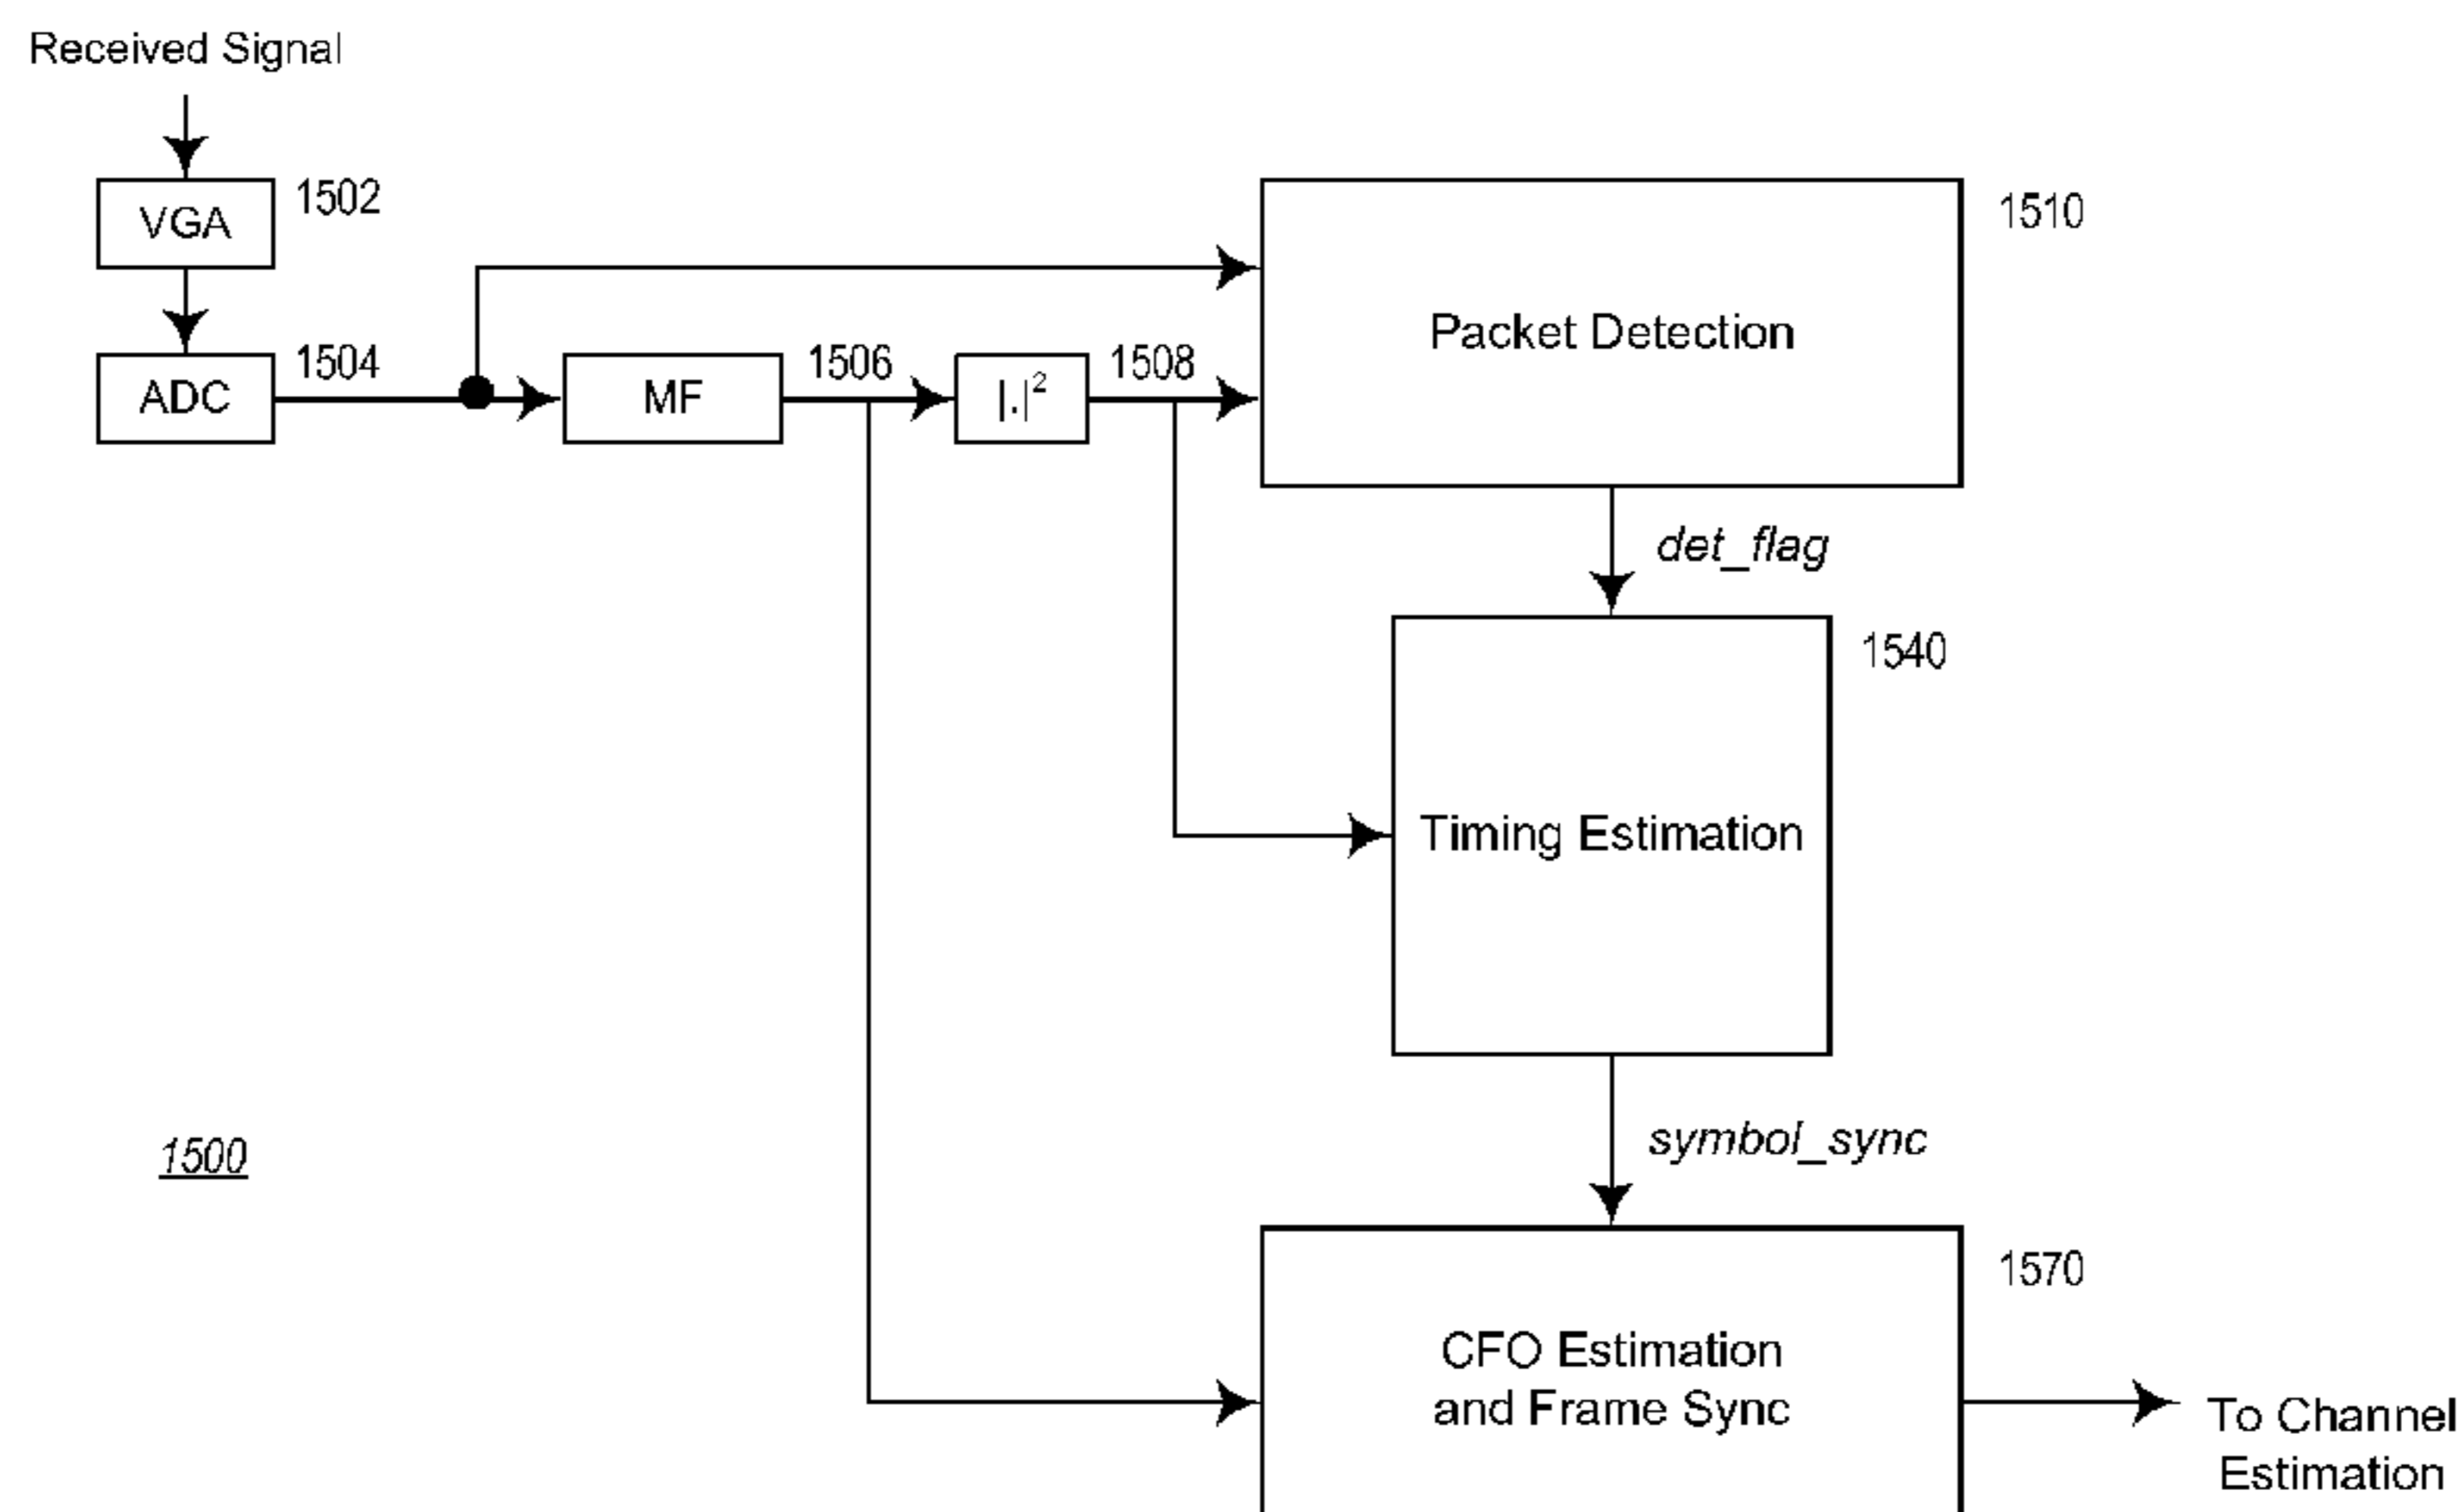 Received Signal
VGA
1502
1510
ADC
1504
MF
1506
|.|²
1508
Packet Detection
det_flag
1540
Timing Estimation
symbol_sync
1500
1570
CFO Estimation
and Frame Sync
To Channel
Estimation